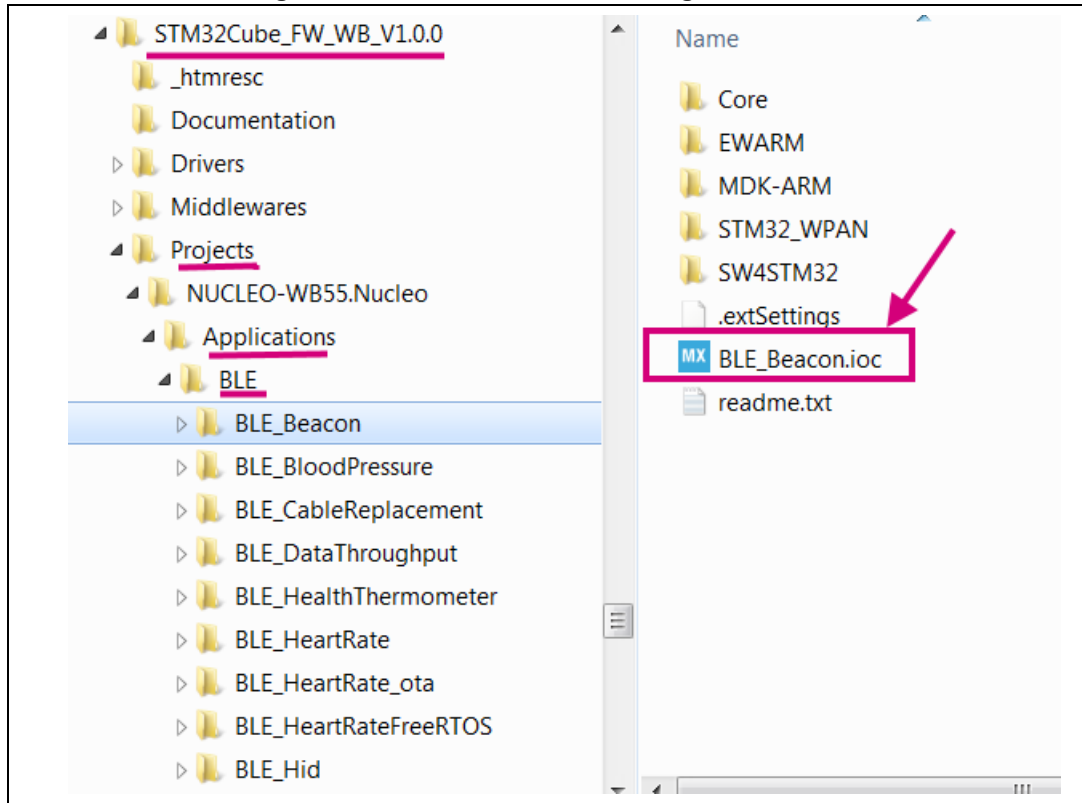 STM32Cube_FW_WB_V1.0.0
_htmresc
Documentation
Drivers
Middlewares
Projects
NUCLEO-WB55.Nucleo
Applications
BLE
BLE_Beacon
BLE_BloodPressure
BLE_CableReplacement
BLE_DataThroughput
BLE_HealthThermometer
BLE_HeartRate
BLE_HeartRate_ota
BLE_HeartRateFreeRTOS
BLE_Hid
Name
Core
EWARM
MDK-ARM
STM32_WPAN
SW4STM32
.extSettings
MX BLE_Beacon.ioc
readme.txt